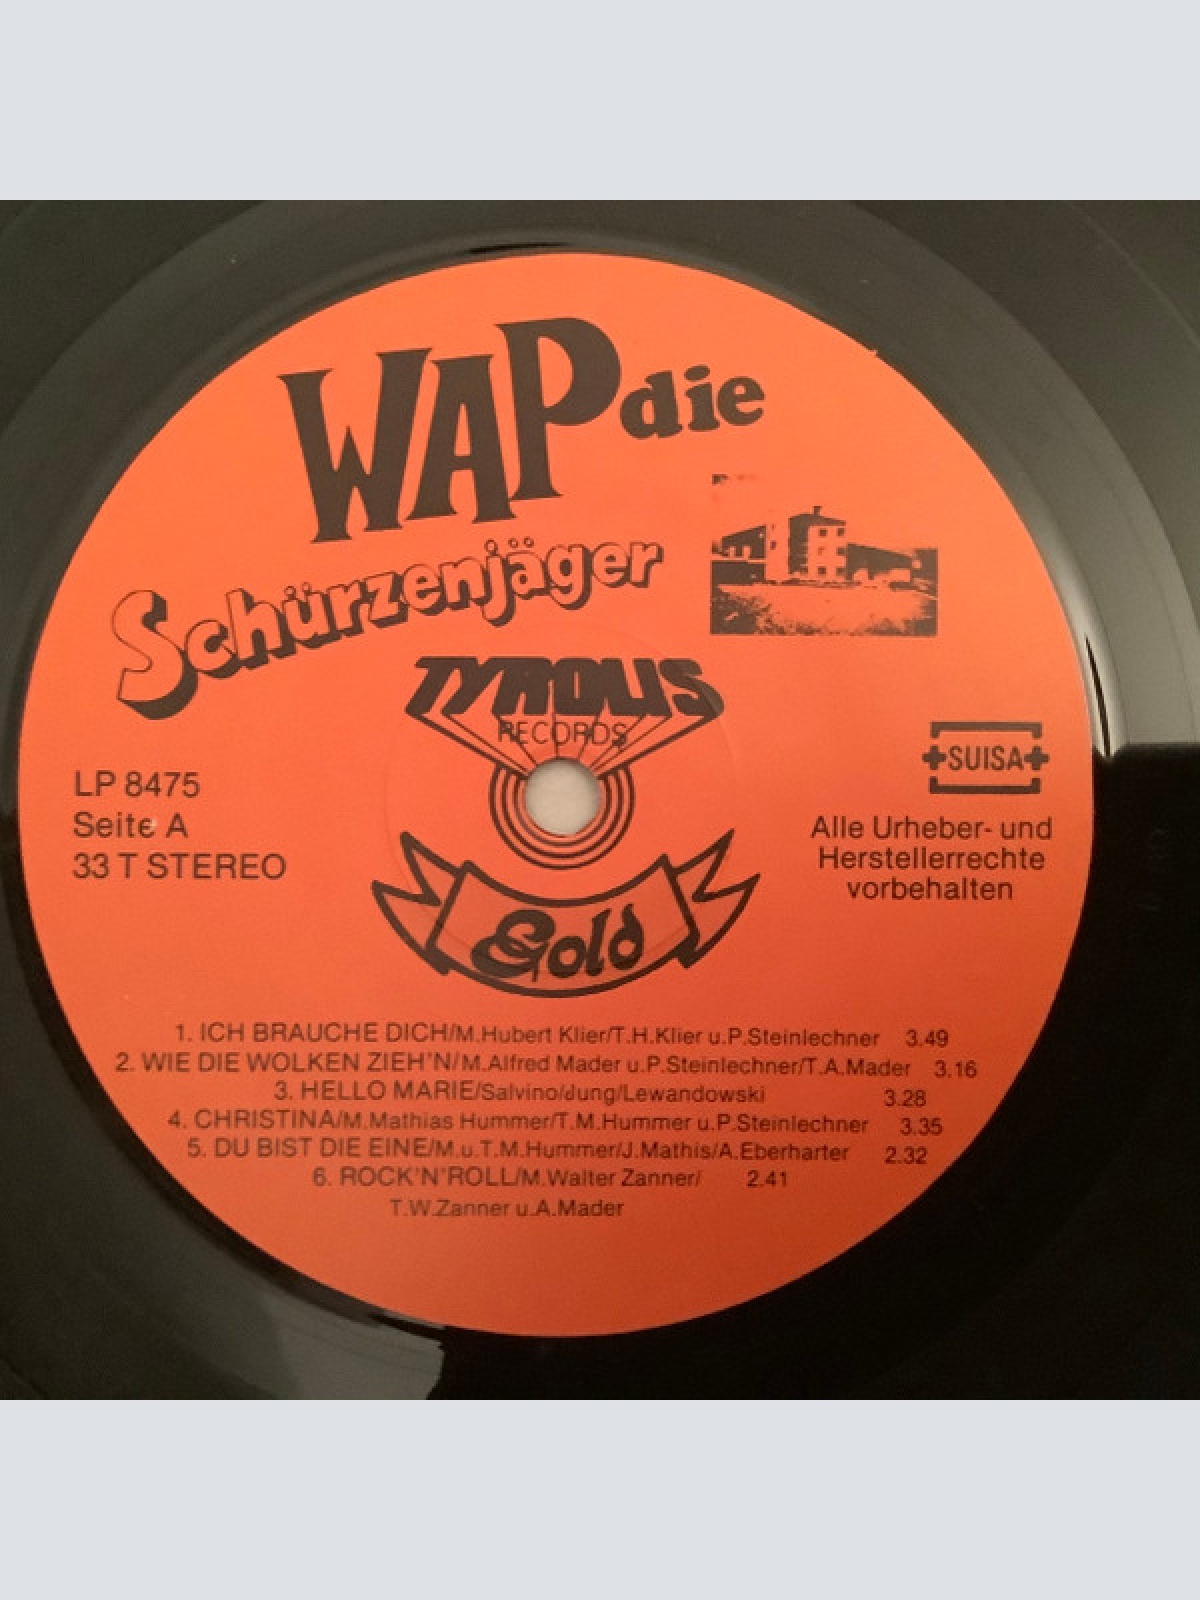 WAP die
Schürzenjäger
TYROLIS
RECORDS
+SUISA+
LP 8475
Seite A
33 T STEREO
Alle Urheber- und
Herstellerrechte
vorbehalten
Gold
1. ICH BRAUCHE DICH/M.Hubert Klier/T.H.Klier u.P.Steinlechner 3.49
2. WIE DIE WOLKEN ZIEH'N/M.Alfred Mader u.P.Steinlechner/T.A.Mader 3.16
3. HELLO MARIE/Salvino/Jung/Lewandowski 3.28
4. CHRISTINA/M.Mathias Hummer/T.M.Hummer u.P.Steinlechner 3.35
5. DU BIST DIE EINE/M.u.T.M.Hummer/J.Mathis/A.Eberharter 2.32
6. ROCK'N'ROLL/M.Walter Zanner/ 2.41
T.W.Zanner u.A.Mader